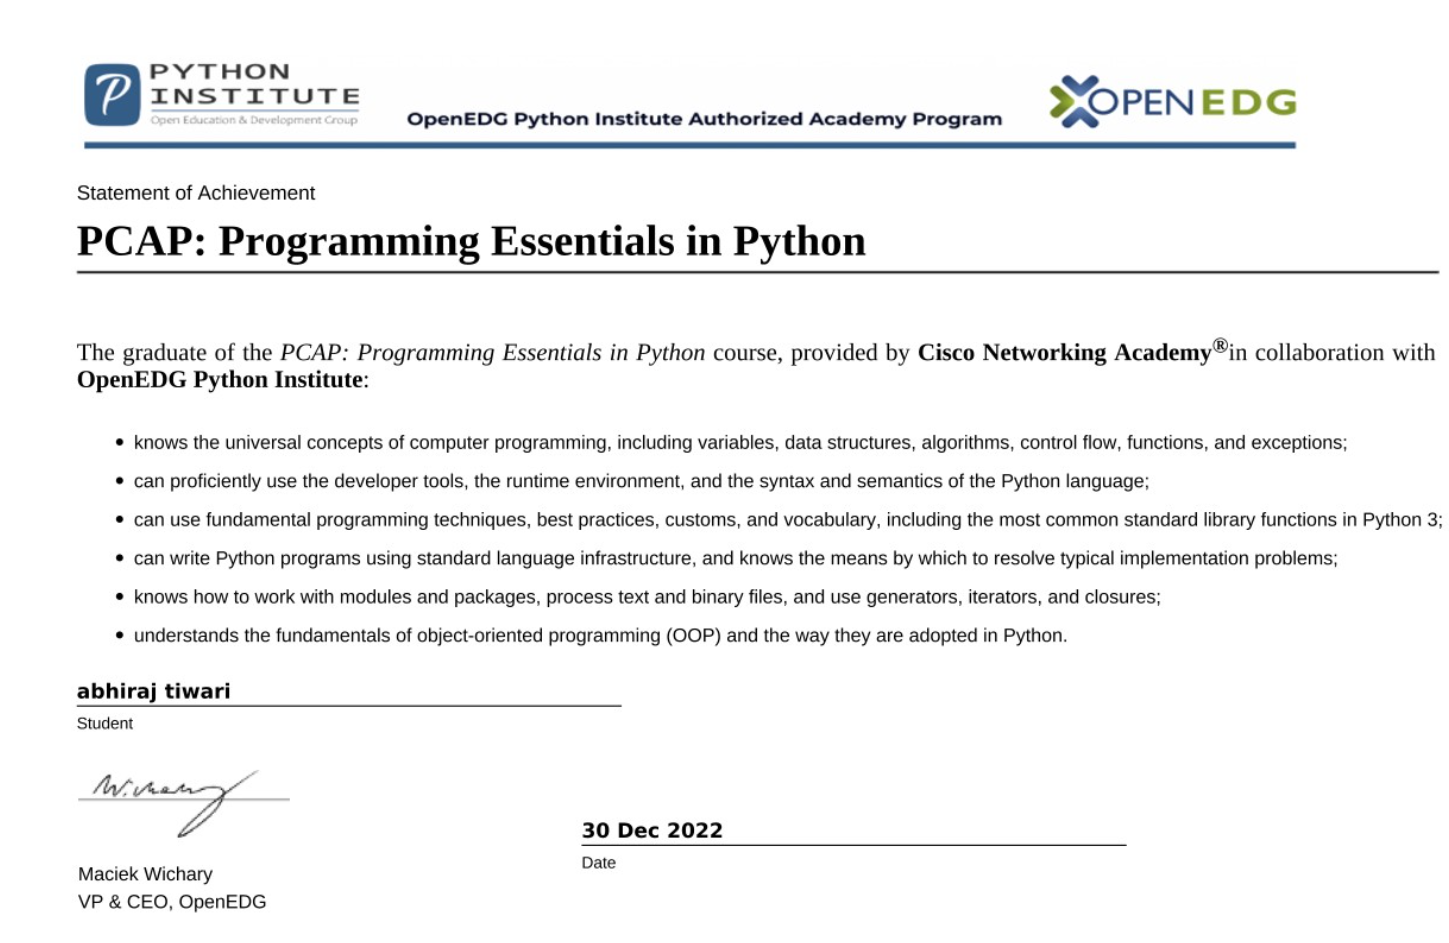 PYTHON
INSTITUTE
Open Education & Development Group
OpenEDG Python Institute Authorized Academy Program
OPENEDG
Statement of Achievement
PCAP: Programming Essentials in Python
The graduate of the PCAP: Programming Essentials in Python course, provided by Cisco Networking Academy®in collaboration with
OpenEDG Python Institute:
• knows the universal concepts of computer programming, including variables, data structures, algorithms, control flow, functions, and exceptions;
• can proficiently use the developer tools, the runtime environment, and the syntax and semantics of the Python language;
• can use fundamental programming techniques, best practices, customs, and vocabulary, including the most common standard library functions in Python 3;
• can write Python programs using standard language infrastructure, and knows the means by which to resolve typical implementation problems;
• knows how to work with modules and packages, process text and binary files, and use generators, iterators, and closures;
• understands the fundamentals of object-oriented programming (OOP) and the way they are adopted in Python.
abhiraj tiwari
Student
W.chary
30 Dec 2022
Date
Maciek Wichary
VP & CEO, OpenEDG